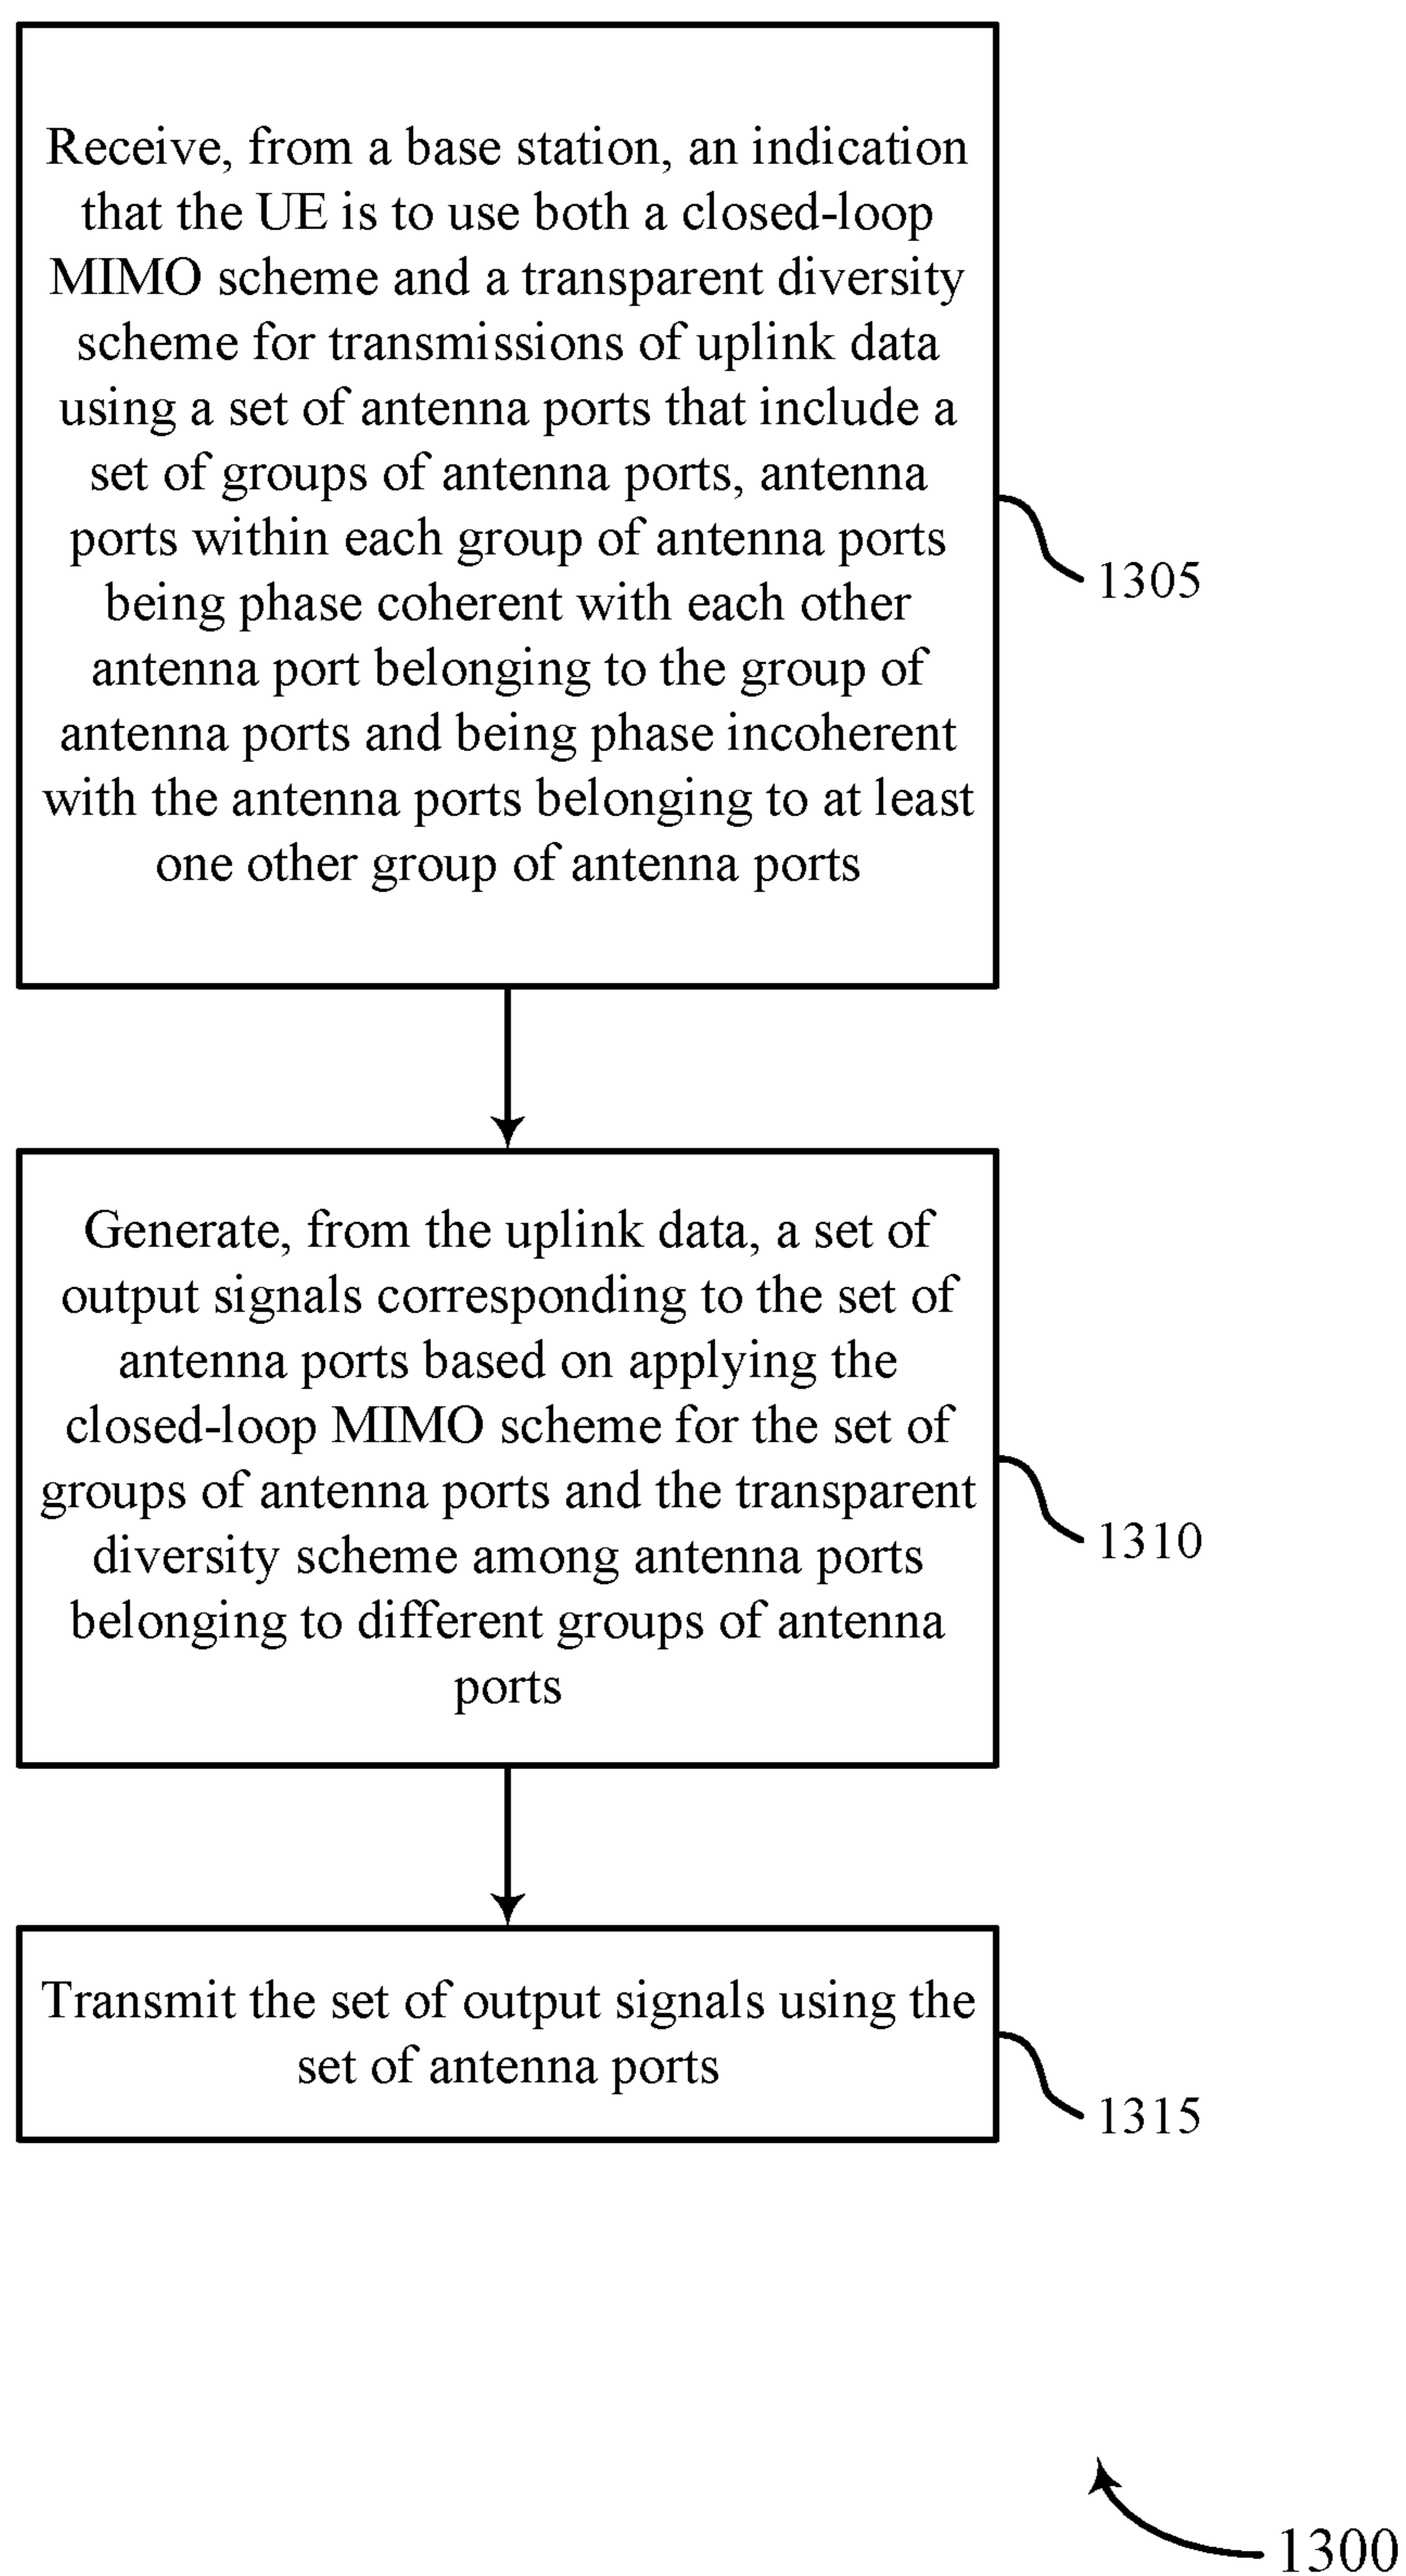 Receive, from a base station, an indication
that the UE is to use both a closed-loop
MIMO scheme and a transparent diversity
scheme for transmissions of uplink data
using a set of antenna ports that include a
set of groups of antenna ports, antenna
ports within each group of antenna ports
being phase coherent with each other
antenna port belonging to the group of
antenna ports and being phase incoherent
with the antenna ports belonging to at least
one other group of antenna ports
1305
Generate, from the uplink data, a set of
output signals corresponding to the set of
antenna ports based on applying the
closed-loop MIMO scheme for the set of
groups of antenna ports and the transparent
diversity scheme among antenna ports
belonging to different groups of antenna
ports
1310
Transmit the set of output signals using the
set of antenna ports
1315
1300